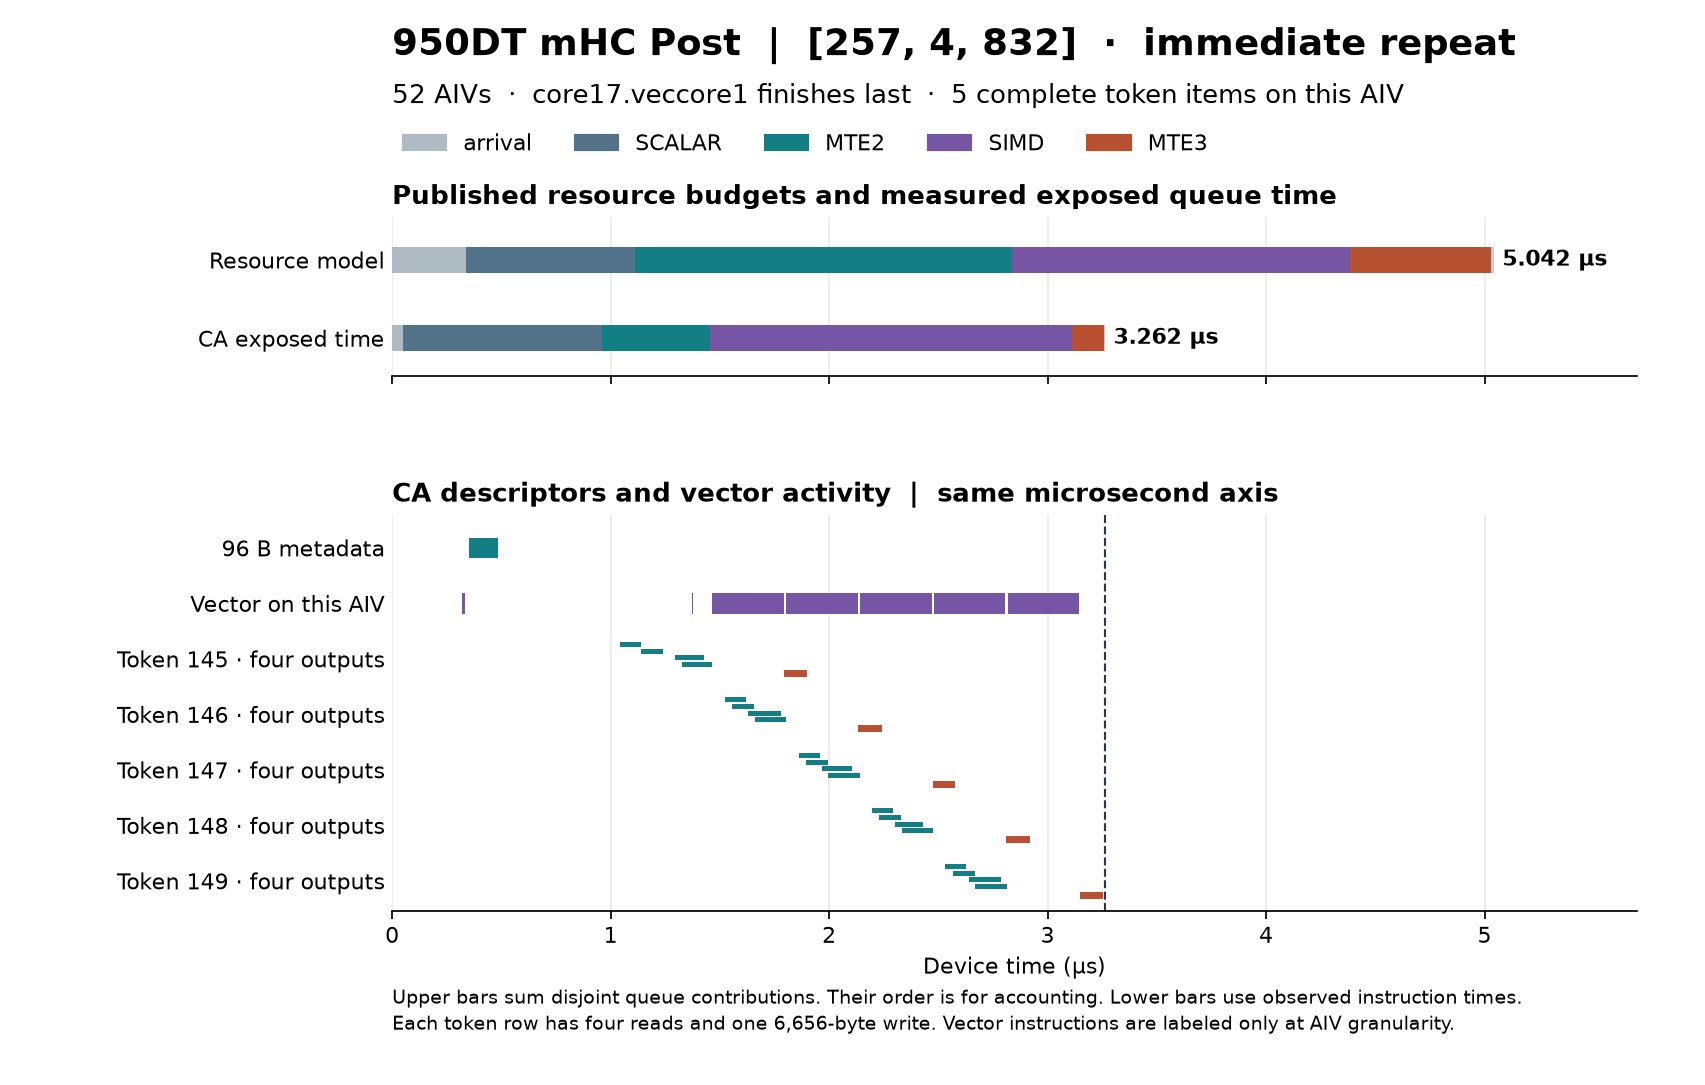 950DT mHC Post | [257, 4, 832] · immediate repeat
52 AIVs · core17.veccore1 finishes last · 5 complete token items on this AIV
arrival SCALAR MTE2 SIMD MTE3
Published resource budgets and measured exposed queue time
Resource model 5.042 µs
CA exposed time 3.262 µs
CA descriptors and vector activity | same microsecond axis
96 B metadata
Vector on this AIV
Token 145 · four outputs
Token 146 · four outputs
Token 147 · four outputs
Token 148 · four outputs
Token 149 · four outputs
0 1 2 3 4 5
Device time (µs)
Upper bars sum disjoint queue contributions. Their order is for accounting. Lower bars use observed instruction times.
Each token row has four reads and one 6,656-byte write. Vector instructions are labeled only at AIV granularity.